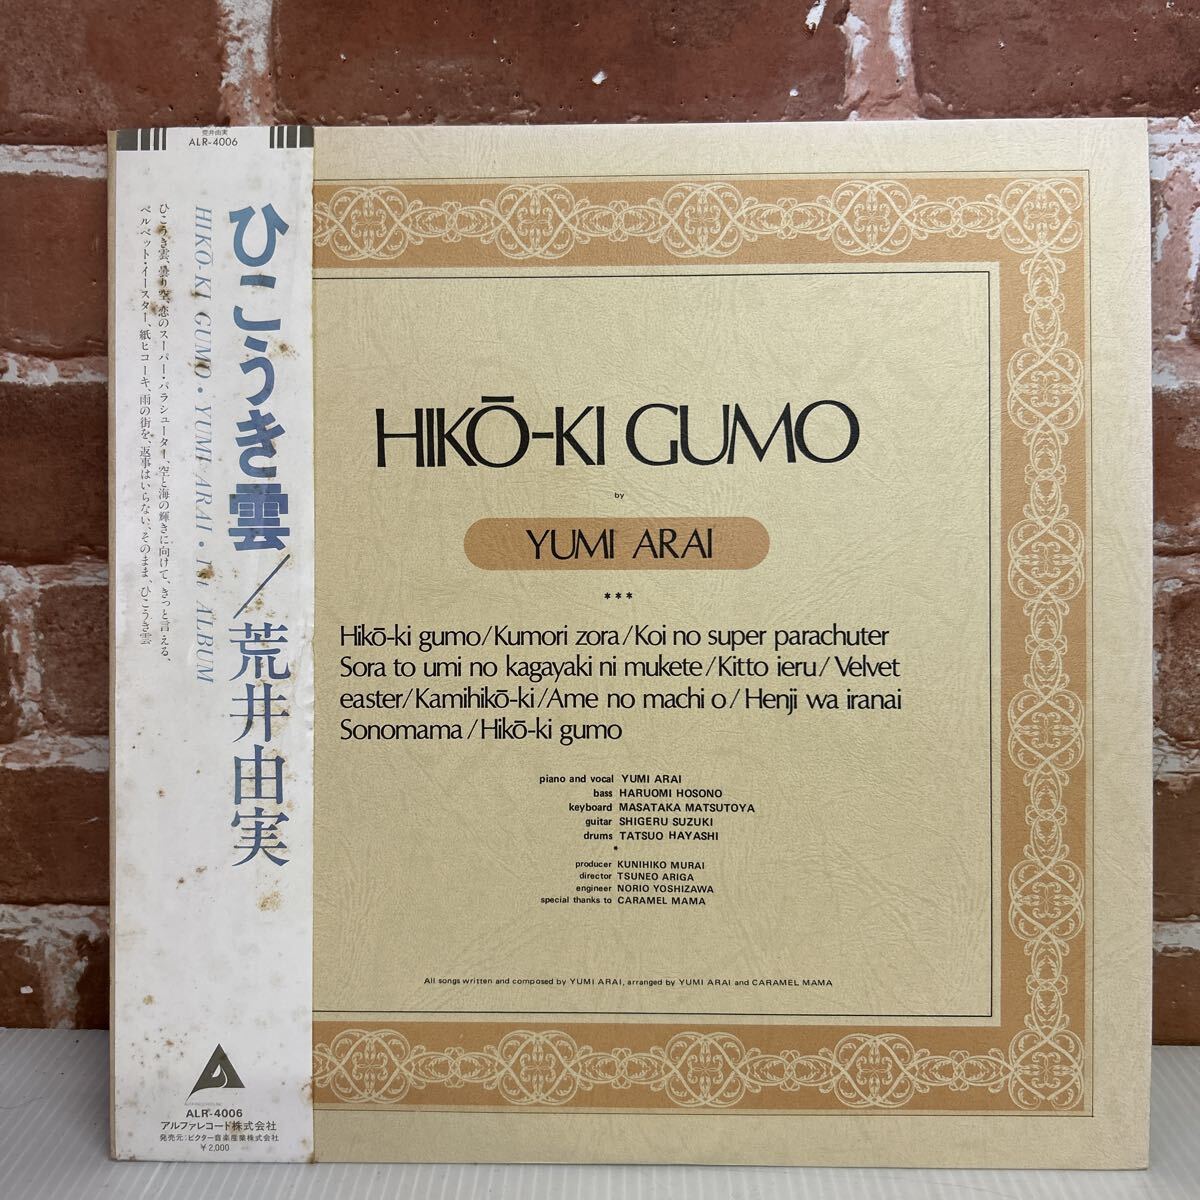 荒井由実
ALR-4006
ひこうき雲/荒井由実
HIKŌ-KI GUMO・YUMI ARAI・1st ALBUM
ひこうき雲、曇り空、恋のスーパー・パラシューター、空と海の輝きに向けて、きっと言える、
ベルベット・イースター、紙ヒコーキ、雨の街を、返事はいらない、そのまま、ひこうき雲
ALR-4006
アルファレコード株式会社
発売元:ビクター音楽産業株式会社
¥2,000
HIKŌ-KI GUMO
by
YUMI ARAI
***
Hikō-ki gumo/Kumori zora/Koi no super parachuter
Sora to umi no kagayaki ni mukete/Kitto ieru/Velvet
easter/Kamihikō-ki/Ame no machi o/Henji wa iranai
Sonomama/Hikō-ki gumo
piano and vocal YUMI ARAI
bass HARUOMI HOSONO
keyboard MASATAKA MATSUTOYA
guitar SHIGERU SUZUKI
drums TATSUO HAYASHI
*
producer KUNIHIKO MURAI
director TSUNEO ARIGA
engineer NORIO YOSHIZAWA
special thanks to CARAMEL MAMA
All songs written and composed by YUMI ARAI, arranged by YUMI ARAI and CARAMEL MAMA